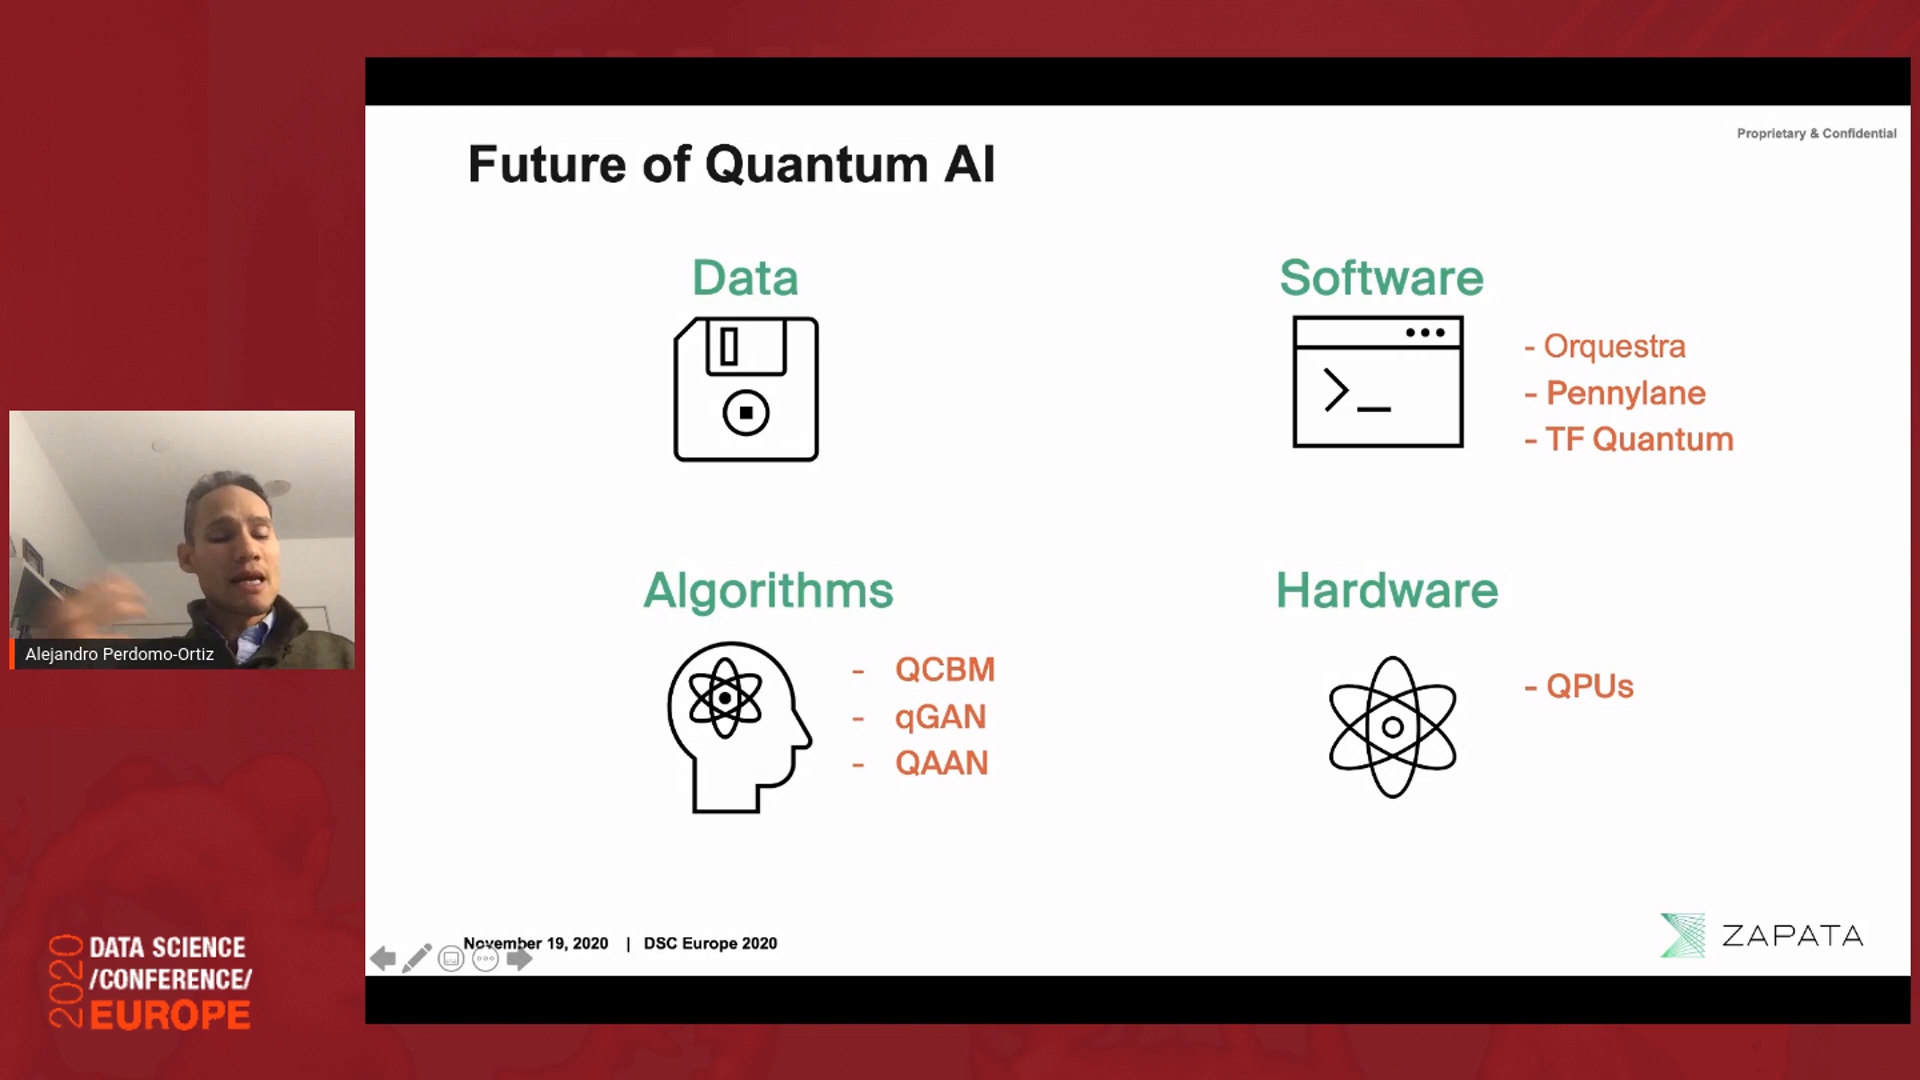 Proprietary & Confidential
Future of Quantum AI
Data
Software
- Orquestra
- Pennylane
- TF Quantum
Algorithms
- QCBM
- qGAN
- QAAN
Hardware
- QPUs
Alejandro Perdomo-Ortiz
November 19, 2020 | DSC Europe 2020
ZAPATA
2020
DATA SCIENCE
/CONFERENCE/
EUROPE